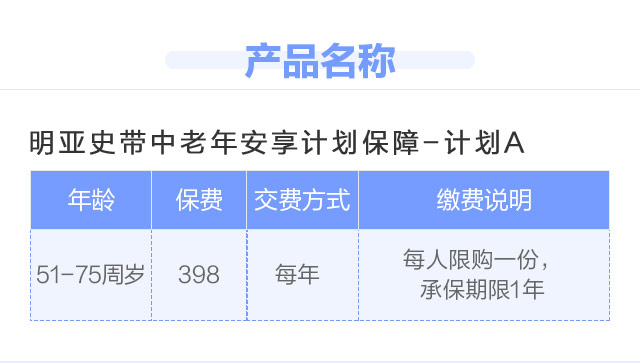 产品名称
明亚史带中老年安享计划保障-计划A
年龄 保费 交费方式 缴费说明
51-75周岁 398 每年 每人限购一份，
承保期限1年